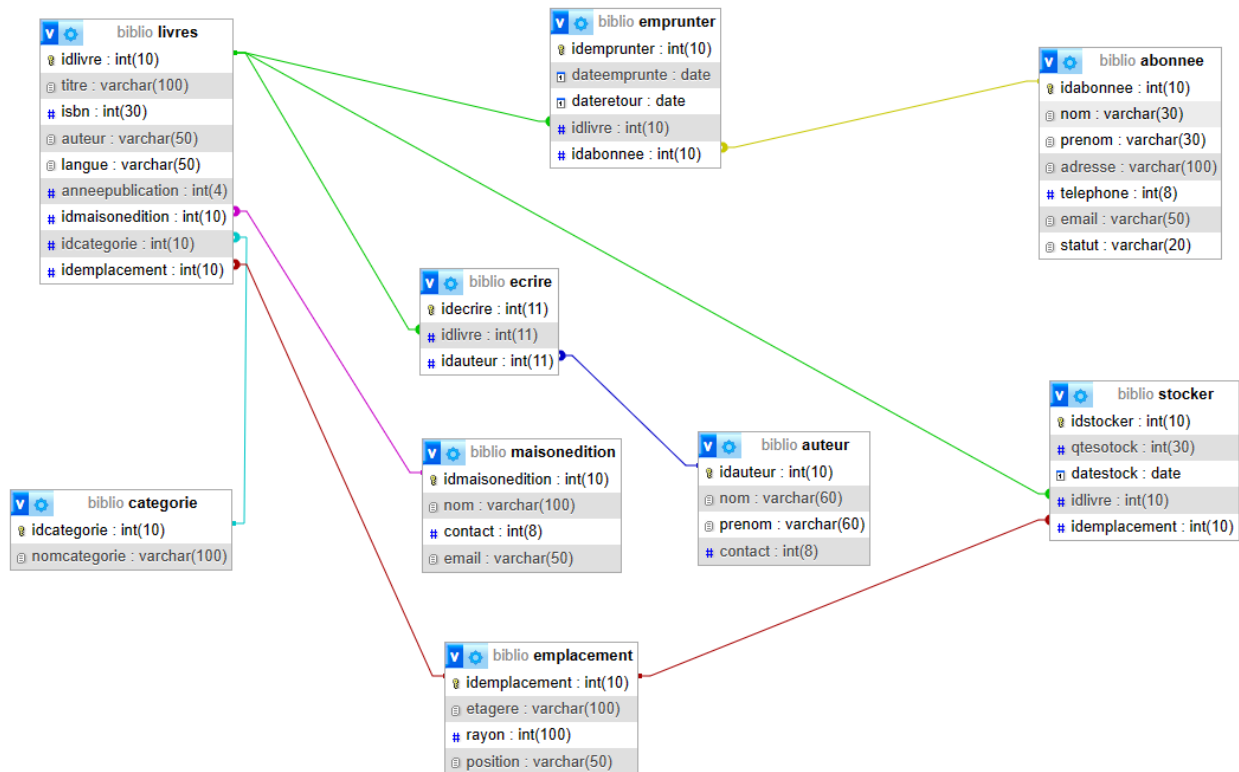 biblio livres
idlivre : int(10)
titre : varchar(100)
isbn : int(30)
auteur : varchar(50)
langue : varchar(50)
anneepublication : int(4)
idmaisonedition : int(10)
idcategorie : int(10)
idemplacement : int(10)
biblio emprunter
idemprunter : int(10)
dateemprunte : date
dateretour : date
idlivre : int(10)
idabonnee : int(10)
biblio abonnee
idabonnee : int(10)
nom : varchar(30)
prenom : varchar(30)
adresse : varchar(100)
telephone : int(8)
email : varchar(50)
statut : varchar(20)
biblio ecrire
idecrire : int(11)
idlivre : int(11)
idauteur : int(11)
biblio stocker
idstocker : int(10)
qtesotock : int(30)
datestock : date
idlivre : int(10)
idemplacement : int(10)
biblio maisonedition
idmaisonedition : int(10)
nom : varchar(100)
contact : int(8)
email : varchar(50)
biblio auteur
idauteur : int(10)
nom : varchar(60)
prenom : varchar(60)
contact : int(8)
biblio categorie
idcategorie : int(10)
nomcategorie : varchar(100)
biblio emplacement
idemplacement : int(10)
etagere : varchar(100)
rayon : int(100)
position : varchar(50)